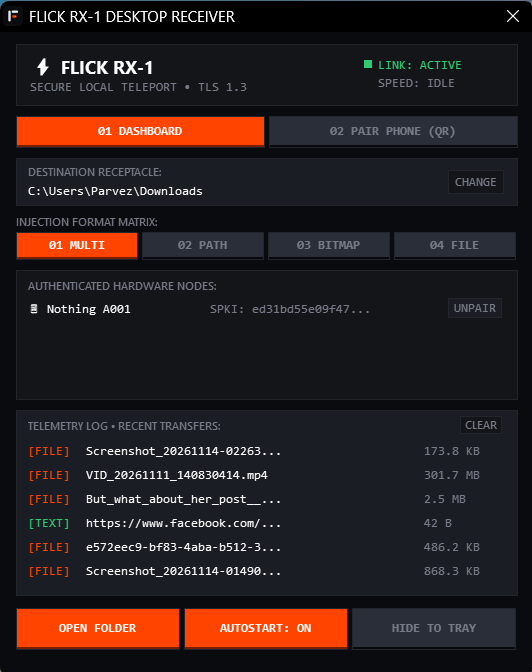 FLICK RX-1 DESKTOP RECEIVER
FLICK RX-1
SECURE LOCAL TELEPORT • TLS 1.3
LINK: ACTIVE
SPEED: IDLE
01 DASHBOARD
02 PAIR PHONE (QR)
DESTINATION RECEPTACLE:
C:\Users\Parvez\Downloads
CHANGE
INJECTION FORMAT MATRIX:
01 MULTI
02 PATH
03 BITMAP
04 FILE
AUTHENTICATED HARDWARE NODES:
Nothing A001 SPKI: ed31bd55e09f47... UNPAIR
TELEMETRY LOG • RECENT TRANSFERS: CLEAR
[FILE] Screenshot_20261114-02263... 173.8 KB
[FILE] VID_20261111_140830414.mp4 301.7 MB
[FILE] But_what_about_her_post__... 2.5 MB
[TEXT] https://www.facebook.com/... 42 B
[FILE] e572eec9-bf83-4aba-b512-3... 486.2 KB
[FILE] Screenshot_20261114-01490... 868.3 KB
OPEN FOLDER
AUTOSTART: ON
HIDE TO TRAY